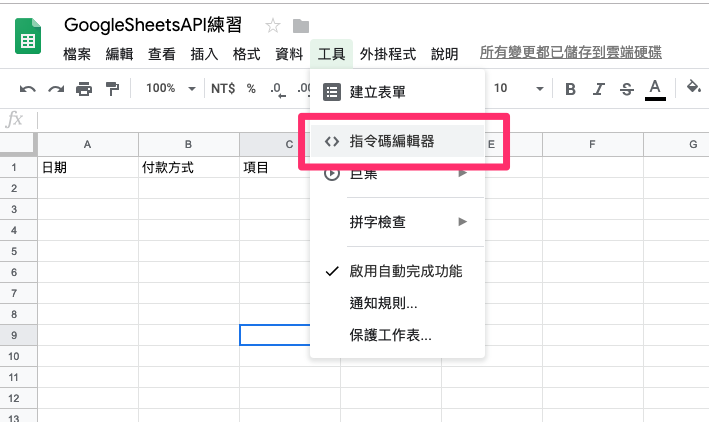 GoogleSheetsAPI練習
檔案 編輯 查看 插入 格式 資料 工具 外掛程式 說明 所有變更都已儲存到雲端硬碟
100% NT$ % .0 .00 10 B I S A
fx
A B C E F G
1 日期 付款方式 項目
2
3
4
5
6
7
8
9
10
11
12
13
建立表單
指令碼編輯器
巨集
拼字檢查
啟用自動完成功能
通知規則...
保護工作表...